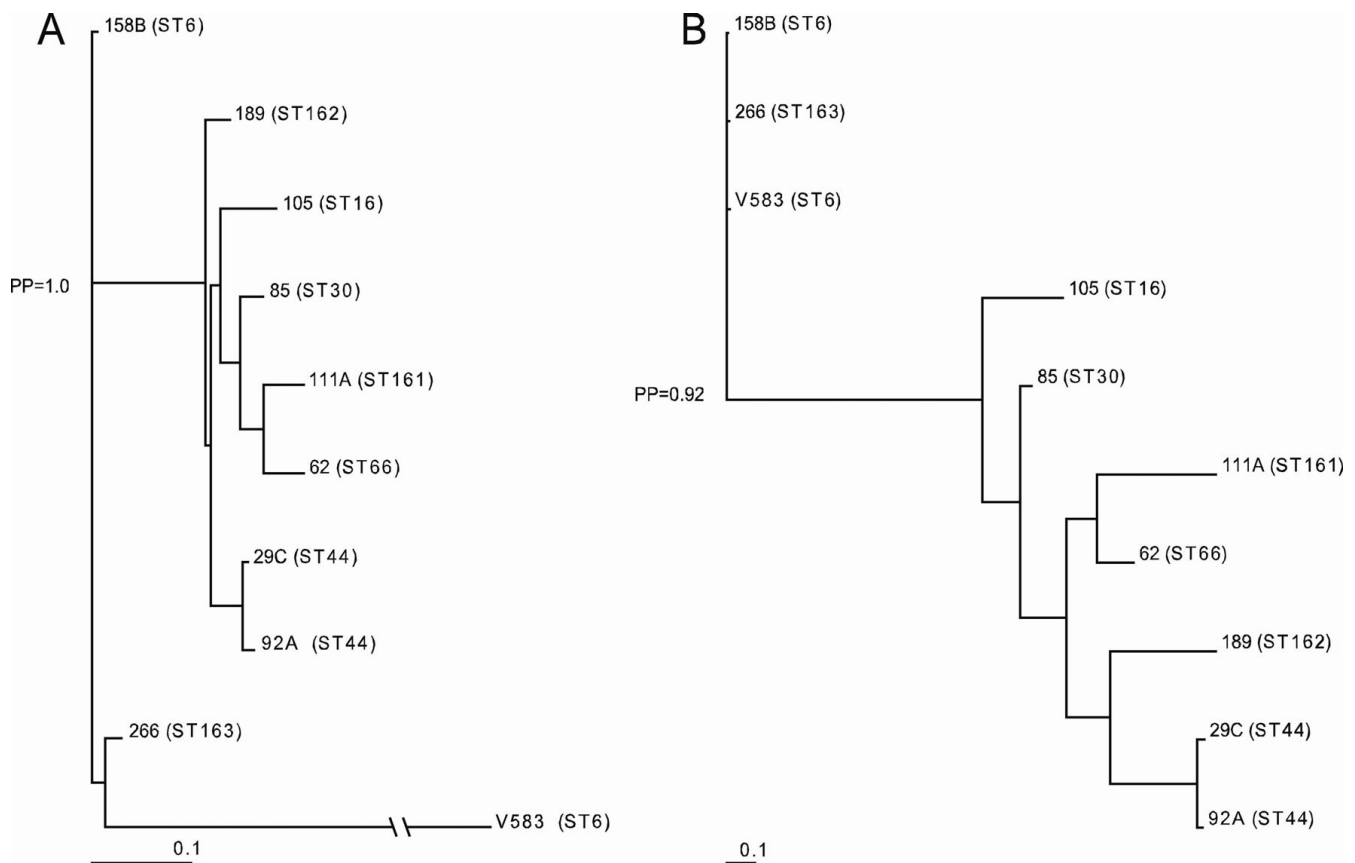 A
158B (ST6)
189 (ST162)
105 (ST16)
85 (ST30)
PP=1.0
111A (ST161)
62 (ST66)
29C (ST44)
92A (ST44)
266 (ST163)
V583 (ST6)
0.1
B
158B (ST6)
266 (ST163)
V583 (ST6)
105 (ST16)
85 (ST30)
PP=0.92
111A (ST161)
62 (ST66)
189 (ST162)
29C (ST44)
92A (ST44)
0.1